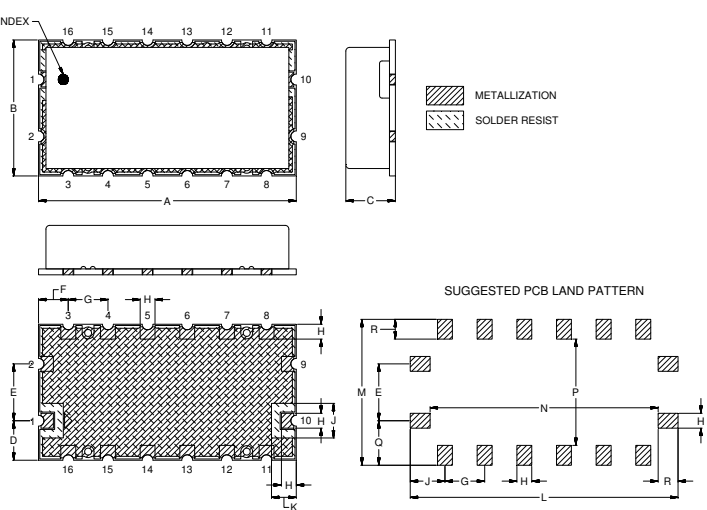 NDEX
16 15 14 13 12 11
1
10
2
9
B
3 4 5 6 7 8
A
C
METALLIZATION
SOLDER RESIST
F
G
H
3 4 5 6 7 8
H
2
9
E
1
10
H
J
D
16 15 14 13 12 11
H
K
SUGGESTED PCB LAND PATTERN
R
M
E
P
N
H
Q
J
G
H
R
L